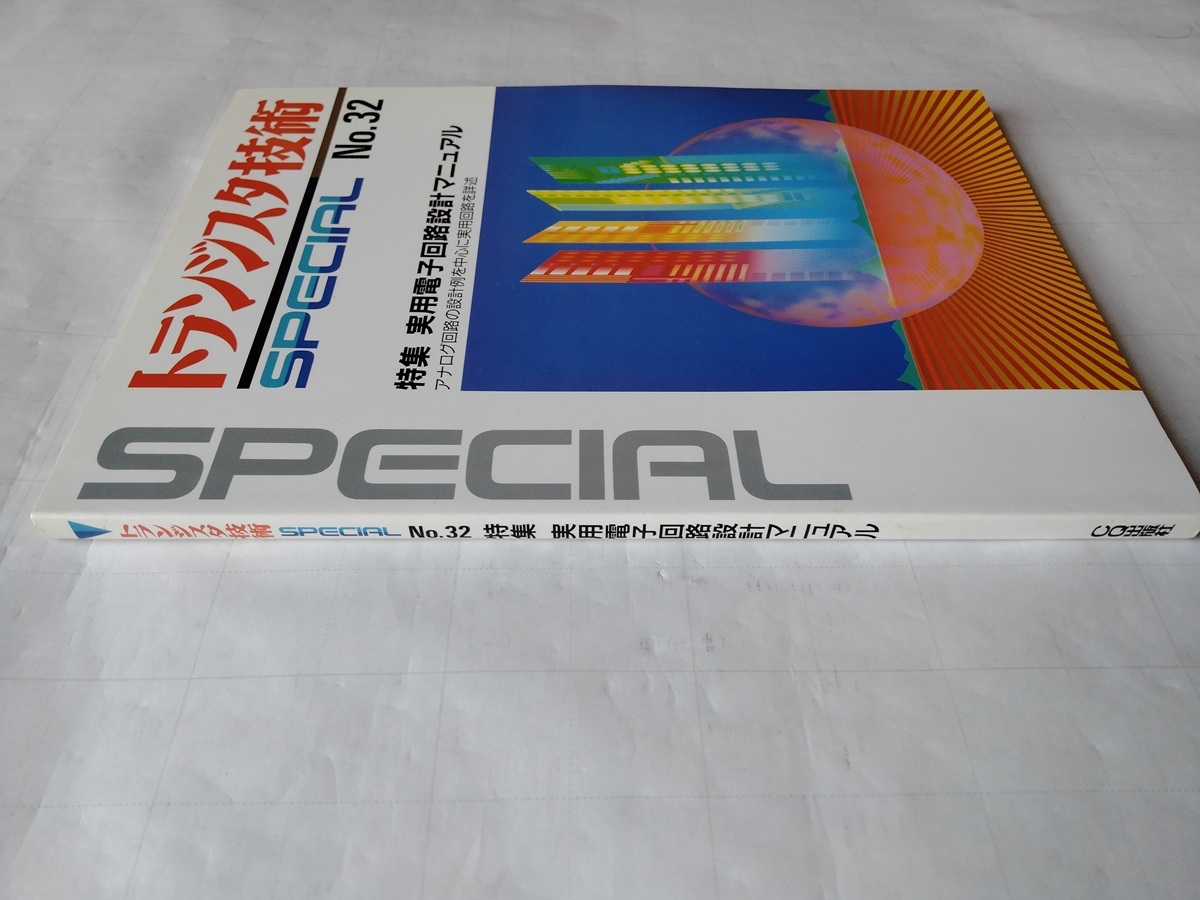 トランジスタ技術
SPECIAL No.32
特集 実用電子回路設計マニュアル
アナログ回路の設計例を中心に実用回路を詳述
SPECIAL
トランジスタ技術 SPECIAL No.32 特集 実用電子回路設計マニュアル CQ出版社